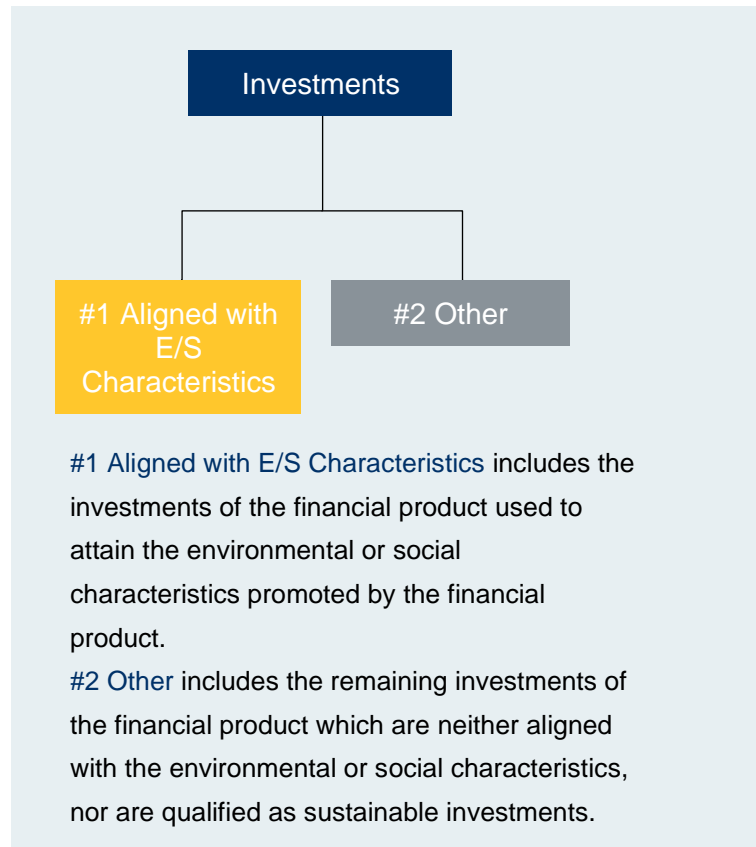 Investments
#1 Aligned with
E/S
Characteristics
#2 Other
#1 Aligned with E/S Characteristics includes the
investments of the financial product used to
attain the environmental or social
characteristics promoted by the financial
product.
#2 Other includes the remaining investments of
the financial product which are neither aligned
with the environmental or social characteristics,
nor are qualified as sustainable investments.